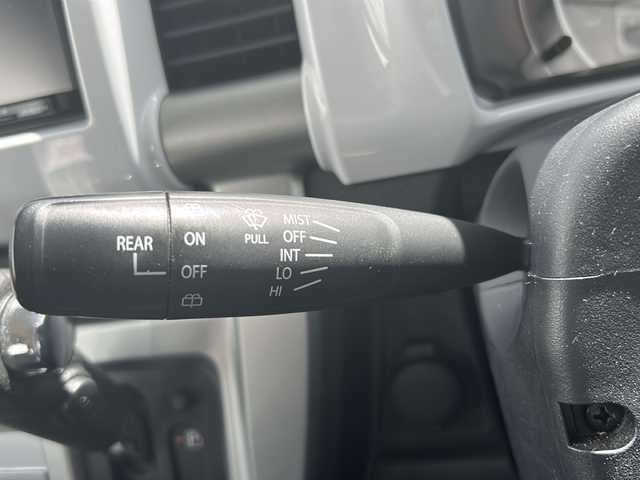 REAR
ON
OFF
PULL
MIST
OFF
INT
LO
HI